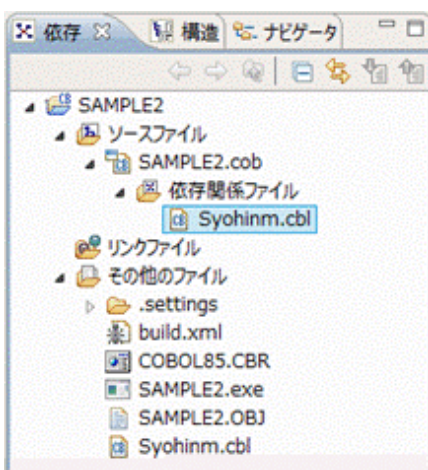 依存 構造 ナビゲータ
SAMPLE2
ソースファイル
SAMPLE2.cob
依存関係ファイル
Syohinm.cbl
リンクファイル
その他のファイル
.settings
build.xml
COBOL85.CBR
SAMPLE2.exe
SAMPLE2.OBJ
Syohinm.cbl